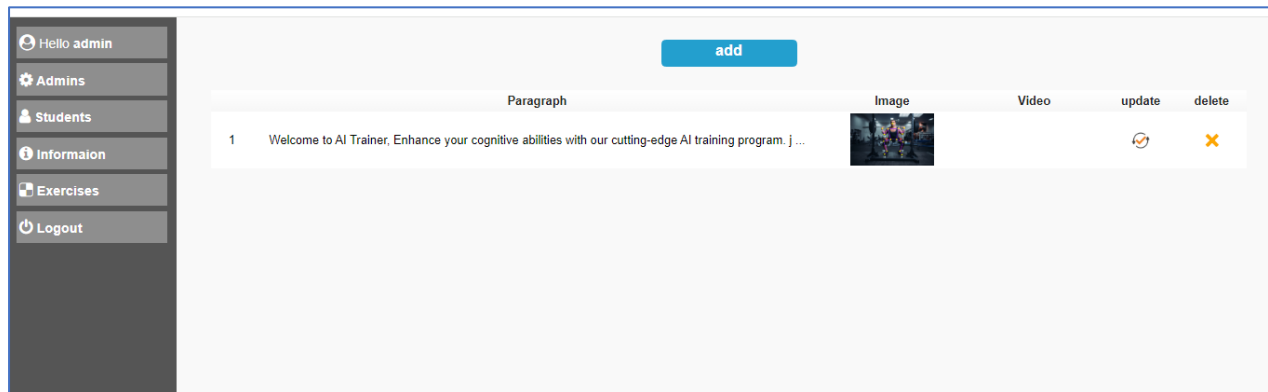 Hello admin
Admins
Students
Informaion
Exercises
Logout
add
Paragraph Image Video update delete
1 Welcome to AI Trainer, Enhance your cognitive abilities with our cutting-edge AI training program. j ...